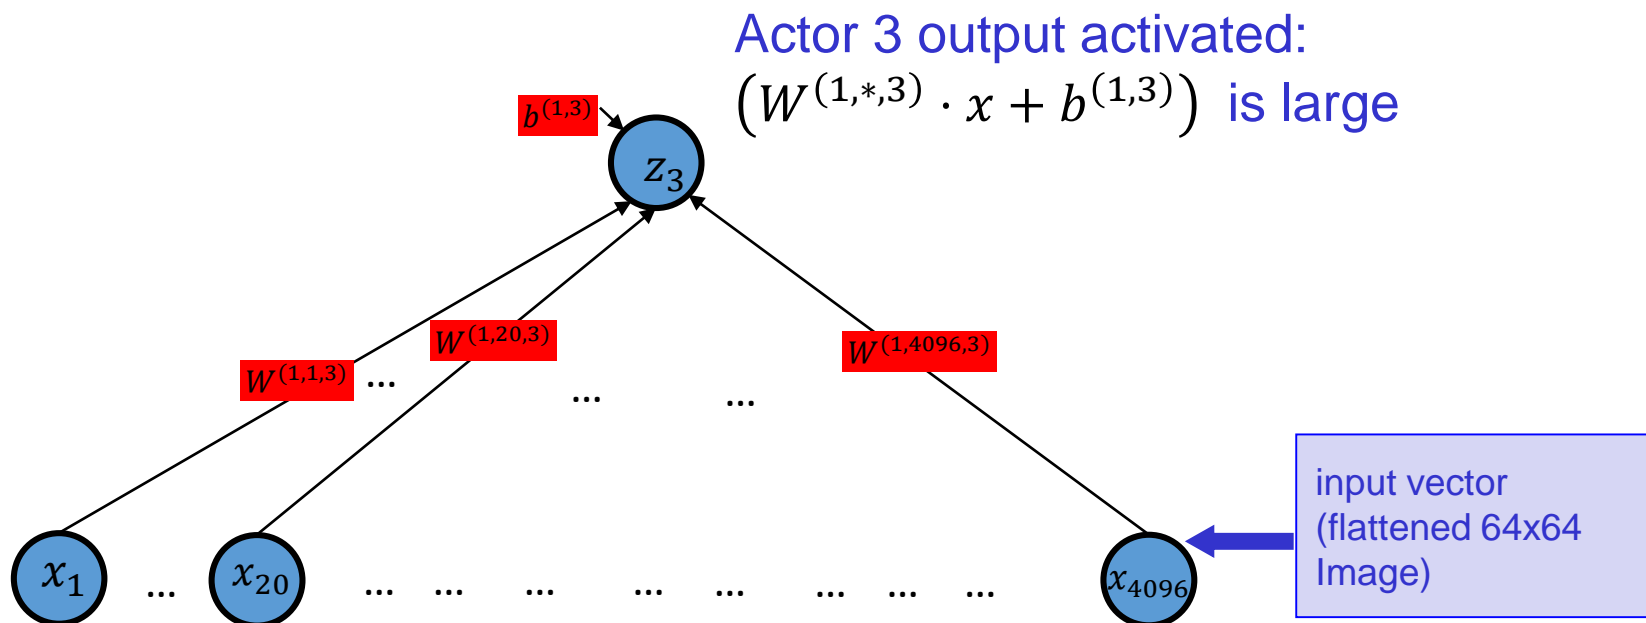 Actor 3 output activated:
(W^(1,*,3) · x + b^(1,3)) is large
b^(1,3)
z_3
W^(1,20,3)
W^(1,4096,3)
W^(1,1,3) ...
... ...
input vector
(flattened 64x64
Image)
x_1 ... x_20 ... ... ... ... ... ... ... ... x_4096